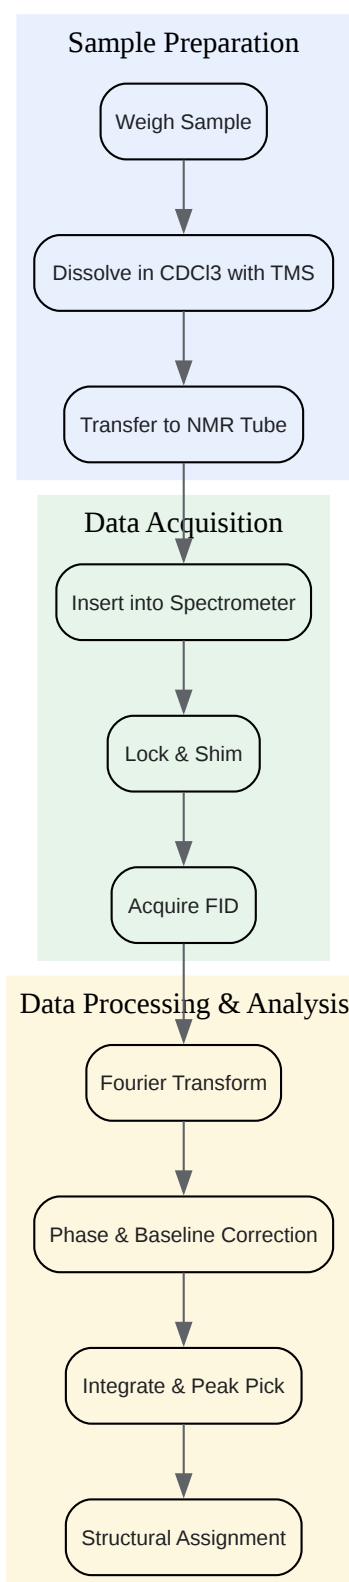 Sample Preparation
Weigh Sample
Dissolve in CDCl3 with TMS
Transfer to NMR Tube
Data Acquisition
Insert into Spectrometer
Lock & Shim
Acquire FID
Data Processing & Analysis
Fourier Transform
Phase & Baseline Correction
Integrate & Peak Pick
Structural Assignment